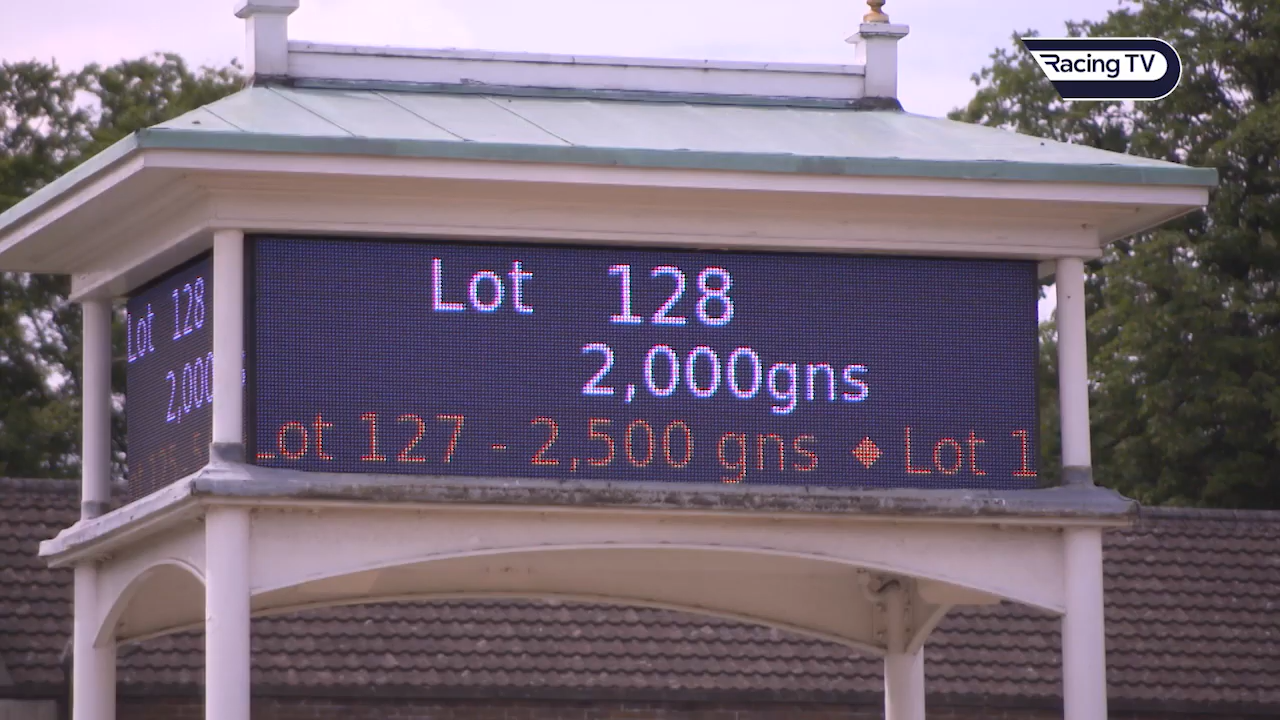 Racing TV
Lot 128
2,000gns
Lot 127 - 2,500 gns ♦ Lot 1
Lot 128
2,000